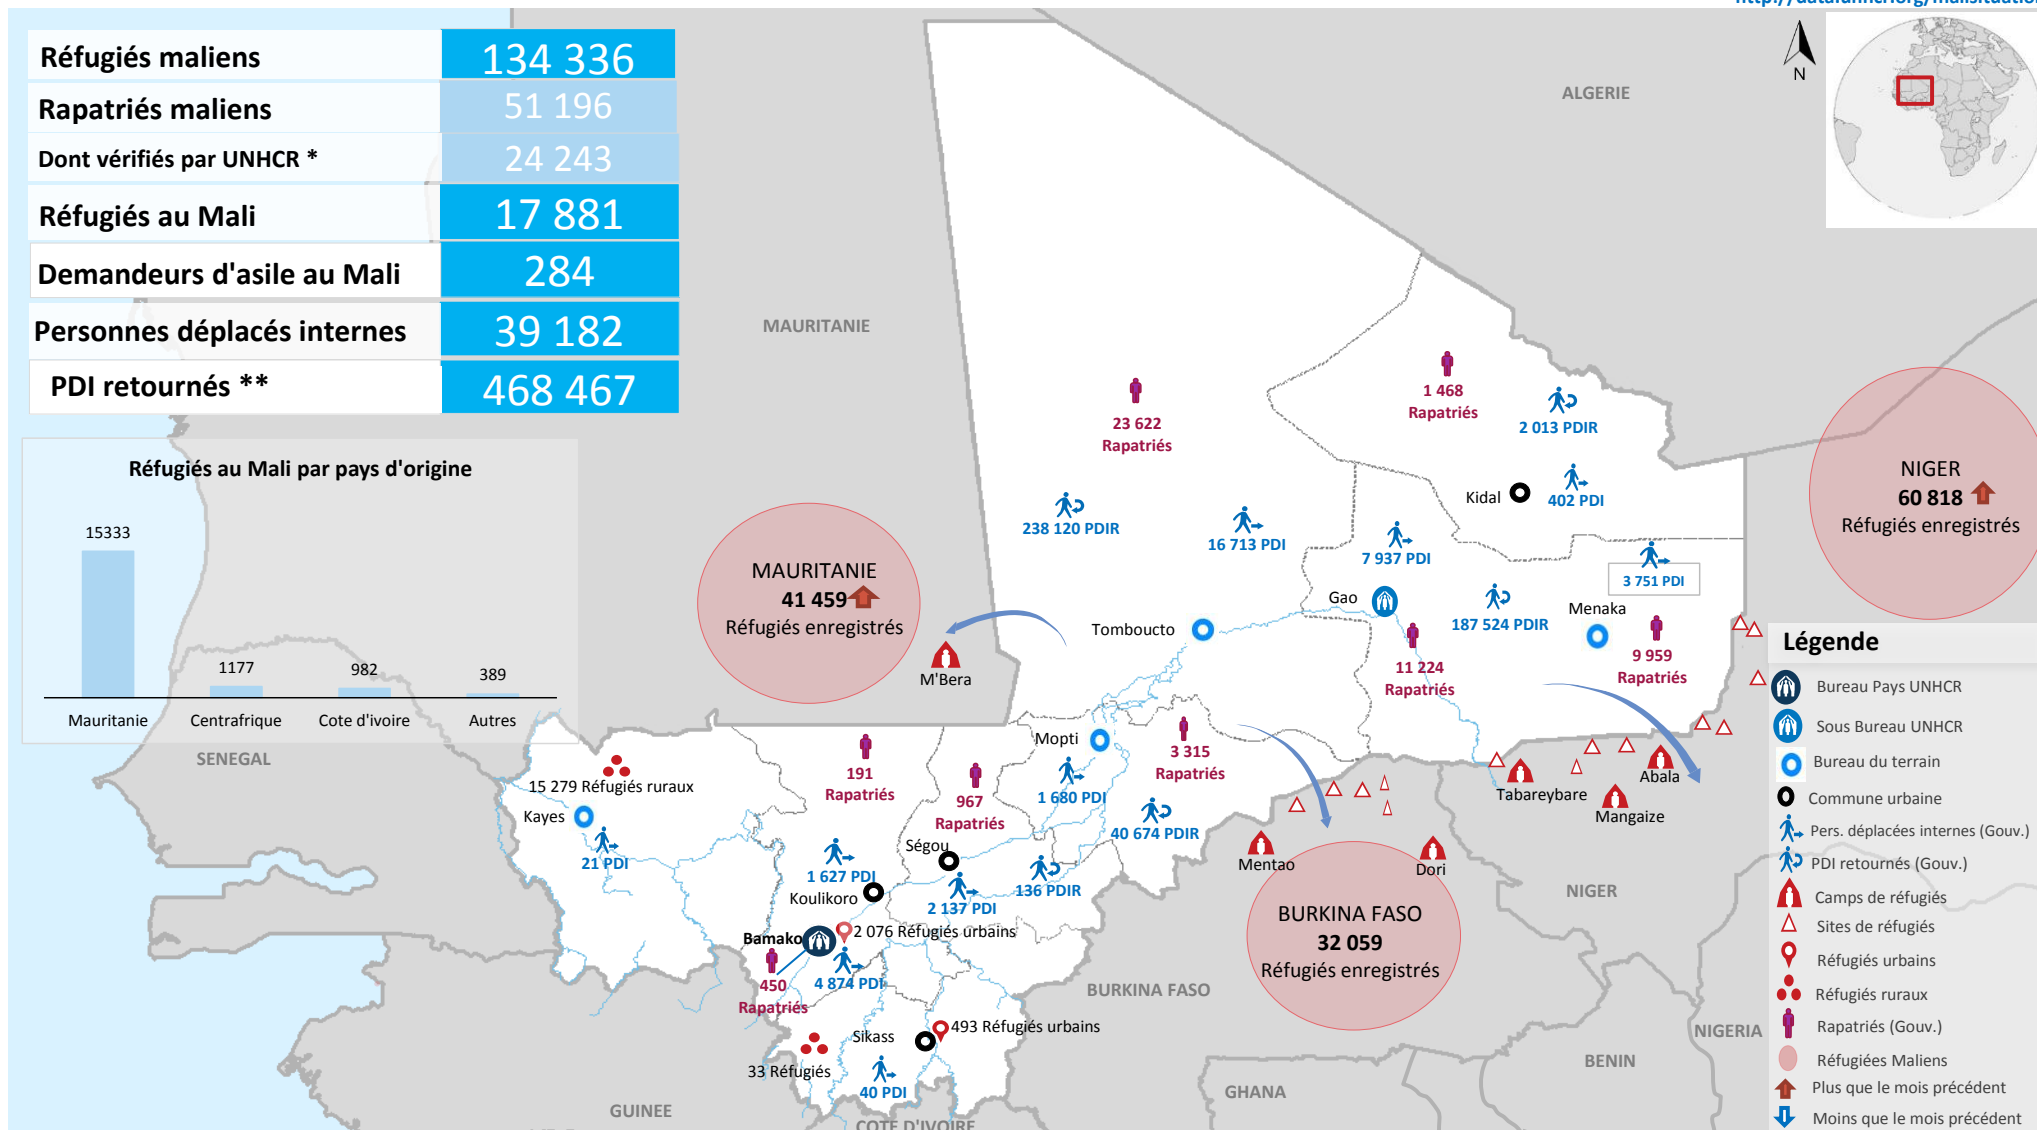 http://data.unhcr.org/malisituation
Réfugiés maliens 134 336
Rapatriés maliens 51 196
Dont vérifiés par UNHCR * 24 243
Réfugiés au Mali 17 881
Demandeurs d'asile au Mali 284
Personnes déplacés internes 39 182
PDI retournés ** 468 467
Réfugiés au Mali par pays d'origine
15333
1177
982
389
Mauritanie
Centrafrique
Cote d'ivoire
Autres
N
ALGERIE
MAURITANIE
SENEGAL
GUINEE
COTE D'IVOIRE
BURKINA FASO
GHANA
BENIN
NIGERIA
NIGER
MAURITANIE
41 459
Réfugiés enregistrés
NIGER
60 818
Réfugiés enregistrés
BURKINA FASO
32 059
Réfugiés enregistrés
23 622
Rapatriés
1 468
Rapatriés
2 013 PDIR
Kidal
402 PDI
238 120 PDIR
16 713 PDI
7 937 PDI
3 751 PDI
Gao
Menaka
187 524 PDIR
9 959
Rapatriés
11 224
Rapatriés
Tomboucto
M'Bera
Mopti
3 315
Rapatriés
1 680 PDI
40 674 PDIR
191
Rapatriés
967
Rapatriés
15 279 Réfugiés ruraux
Kayes
21 PDI
Ségou
1 627 PDI
Koulikoro
2 137 PDI
136 PDIR
Bamako
2 076 Réfugiés urbains
4 874 PDI
450
Rapatriés
Sikass
493 Réfugiés urbains
33 Réfugiés
40 PDI
Mentao
Dori
Tabareybare
Mangaize
Abala
Légende
Bureau Pays UNHCR
Sous Bureau UNHCR
Bureau du terrain
Commune urbaine
Pers. déplacées internes (Gouv.)
PDI retournés (Gouv.)
Camps de réfugiés
Sites de réfugiés
Réfugiés urbains
Réfugiés ruraux
Rapatriés (Gouv.)
Réfugiées Maliens
Plus que le mois précédent
Moins que le mois précédent